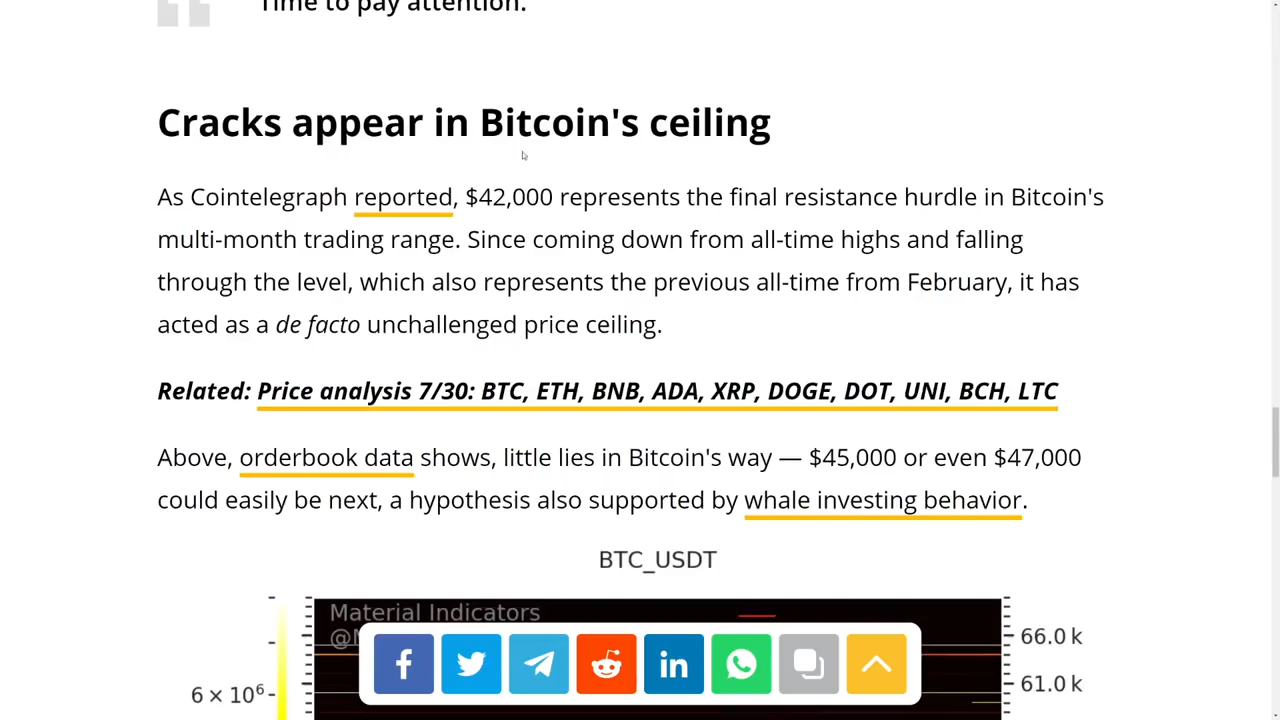 Time to pay attention.
Cracks appear in Bitcoin's ceiling
As Cointelegraph reported, $42,000 represents the final resistance hurdle in Bitcoin's
multi-month trading range. Since coming down from all-time highs and falling
through the level, which also represents the previous all-time from February, it has
acted as a de facto unchallenged price ceiling.
Related: Price analysis 7/30: BTC, ETH, BNB, ADA, XRP, DOGE, DOT, UNI, BCH, LTC
Above, orderbook data shows, little lies in Bitcoin's way — $45,000 or even $47,000
could easily be next, a hypothesis also supported by whale investing behavior.
BTC_USDT
Material Indicators
66.0 k
61.0 k
6 × 10⁶